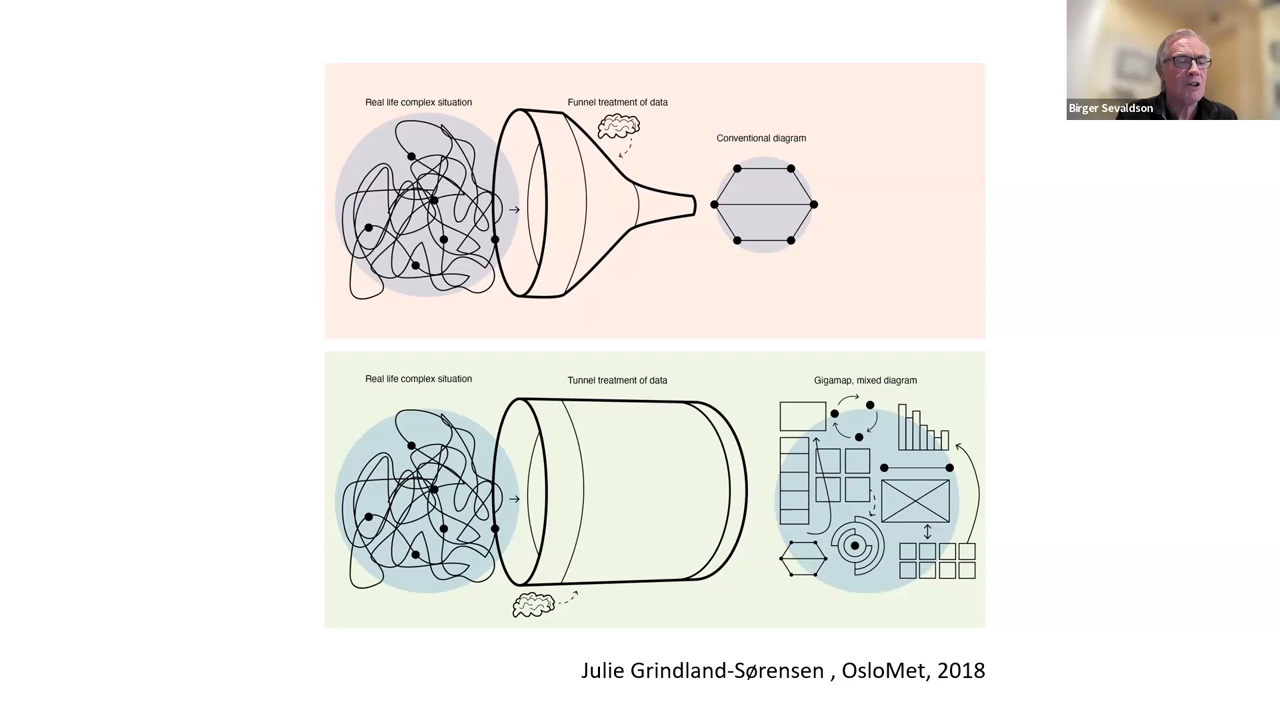 Birger Sevaldson
Real life complex situation
Funnel treatment of data
Conventional diagram
Real life complex situation
Tunnel treatment of data
Gigamap, mixed diagram
Julie Grindland-Sørensen , OsloMet, 2018